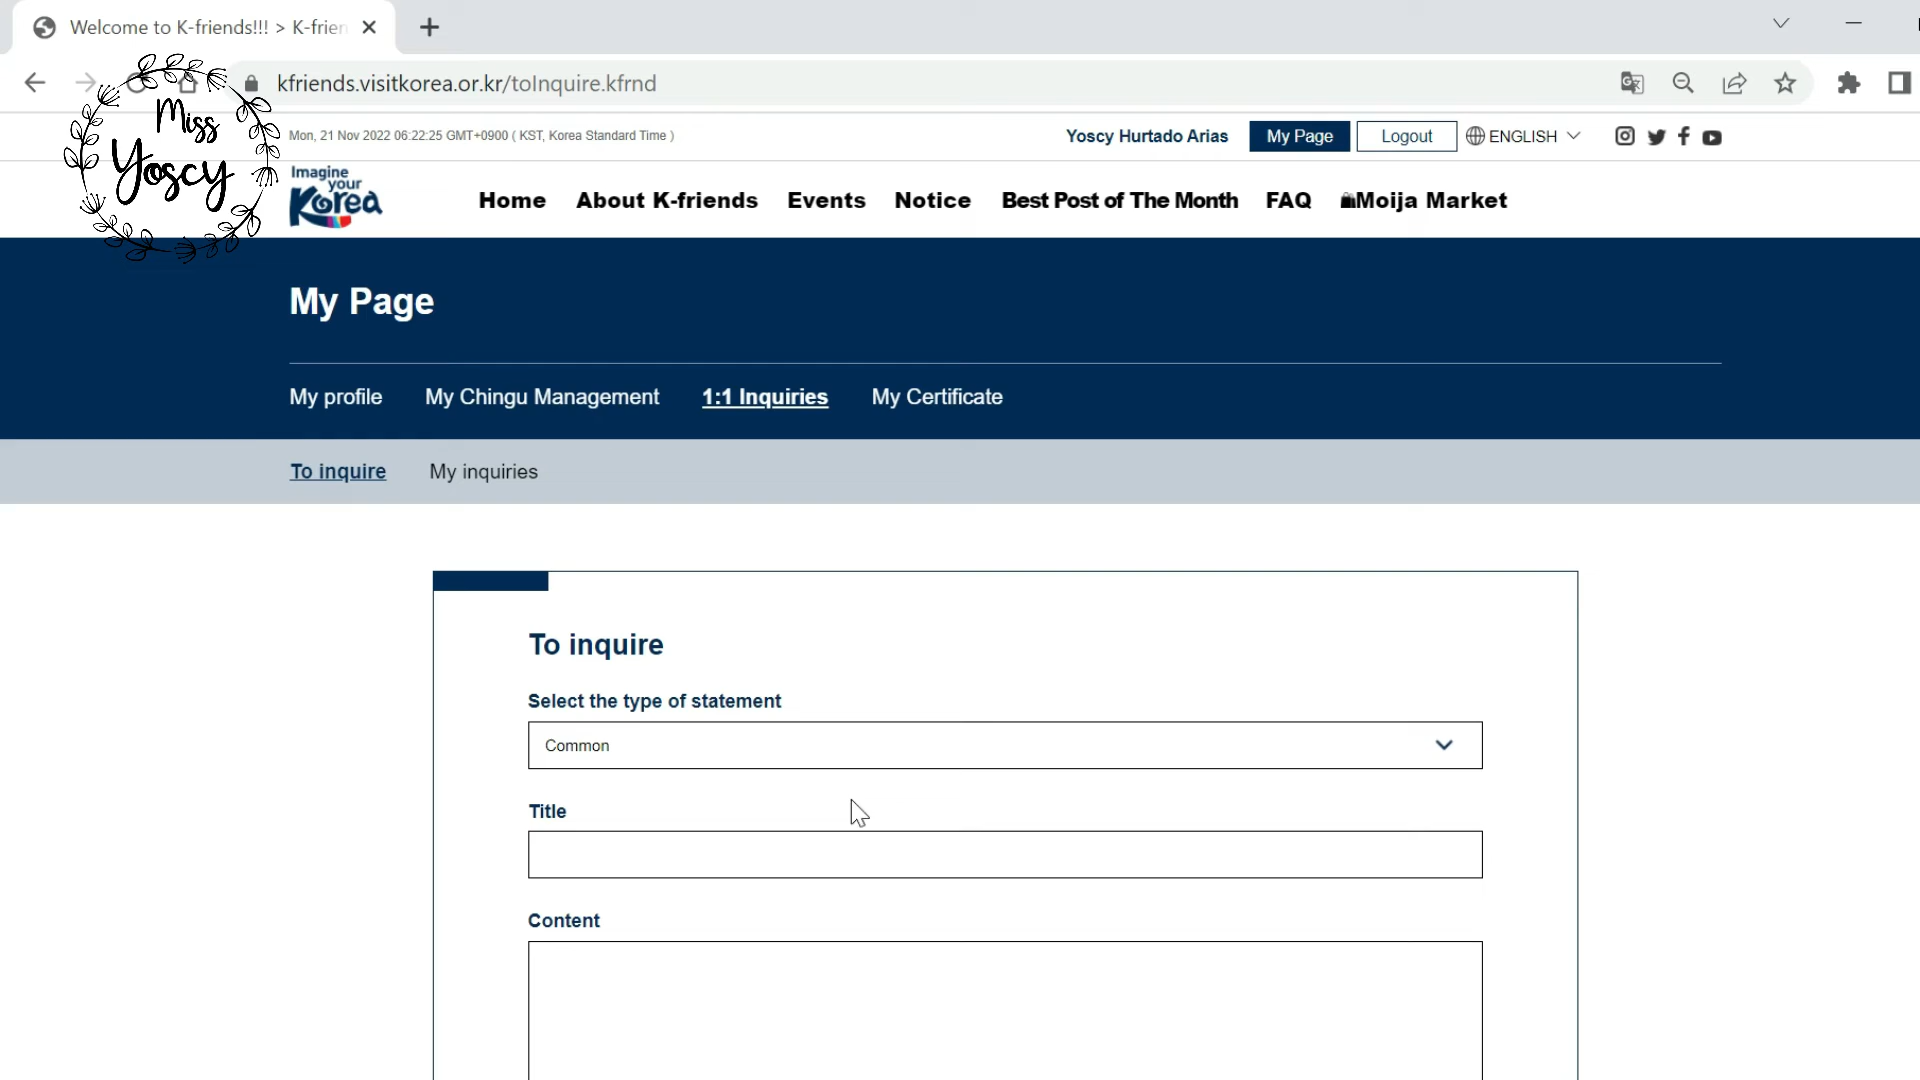 Welcome to K-friends!!! > K-frien
kfriends.visitkorea.or.kr/toInquire.kfrnd
Miss
Yoscy
Mon, 21 Nov 2022 06:22:25 GMT+0900 ( KST, Korea Standard Time )
Yoscy Hurtado Arias
My Page
Logout
ENGLISH
Imagine
your
Korea
Home
About K-friends
Events
Notice
Best Post of The Month
FAQ
Moija Market
My Page
My profile
My Chingu Management
1:1 Inquiries
My Certificate
To inquire
My inquiries
To inquire
Select the type of statement
Common
Title
Content